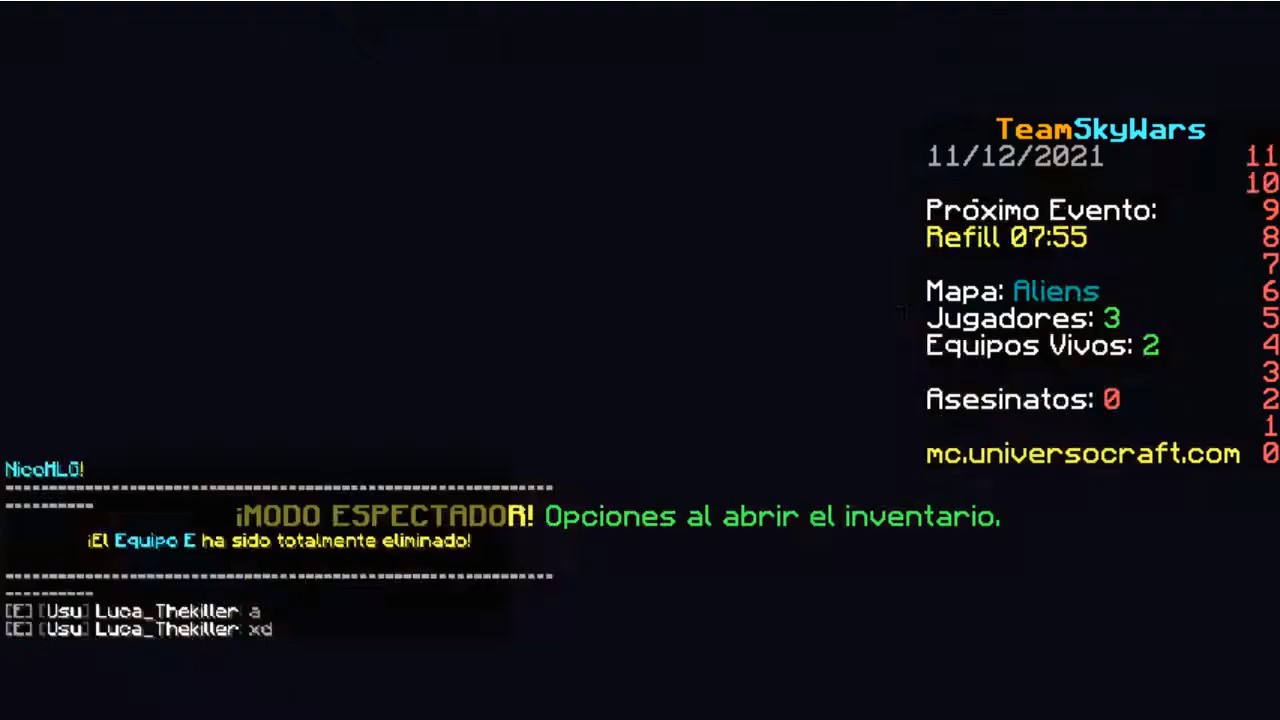 TeamSkyWars
11/12/2021 11
10
Próximo Evento: 9
Refill 07:55 8
7
Mapa: Aliens 6
Jugadores: 3 5
Equipos Vivos: 2 4
3
Asesinatos: 0 2
1
mc.universocraft.com 0
!
------------------------------------------------------------
----------
¡MODO ESPECTADOR! Opciones al abrir el inventario.
¡El Equipo E ha sido totalmente eliminado!
------------------------------------------------------------
----------
[E] [Usu] Luca_Thekiller: a
[E] [Usu] Luca_Thekiller: xd